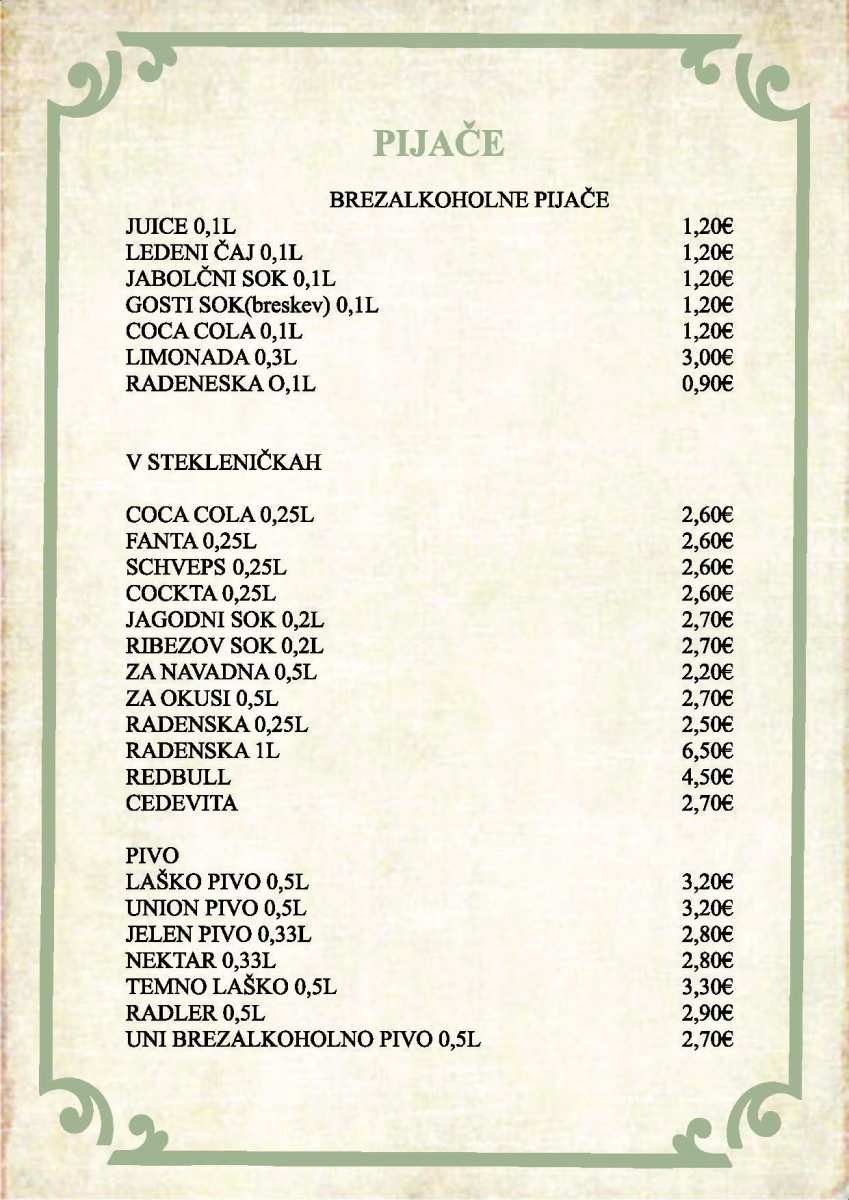 PIJAČE
BREZALKOHOLNE PIJAČE
JUICE 0,1L 1,20€
LEDENI ČAJ 0,1L 1,20€
JABOLČNI SOK 0,1L 1,20€
GOSTI SOK(breskev) 0,1L 1,20€
COCA COLA 0,1L 1,20€
LIMONADA 0,3L 3,00€
RADENESKA O,1L 0,90€
V STEKLENIČKAH
COCA COLA 0,25L 2,60€
FANTA 0,25L 2,60€
SCHVEPS 0,25L 2,60€
COCKTA 0,25L 2,60€
JAGODNI SOK 0,2L 2,70€
RIBEZOV SOK 0,2L 2,70€
ZA NAVADNA 0,5L 2,20€
ZA OKUSI 0,5L 2,70€
RADENSKA 0,25L 2,50€
RADENSKA 1L 6,50€
REDBULL 4,50€
CEDEVITA 2,70€
PIVO
LAŠKO PIVO 0,5L 3,20€
UNION PIVO 0,5L 3,20€
JELEN PIVO 0,33L 2,80€
NEKTAR 0,33L 2,80€
TEMNO LAŠKO 0,5L 3,30€
RADLER 0,5L 2,90€
UNI BREZALKOHOLNO PIVO 0,5L 2,70€